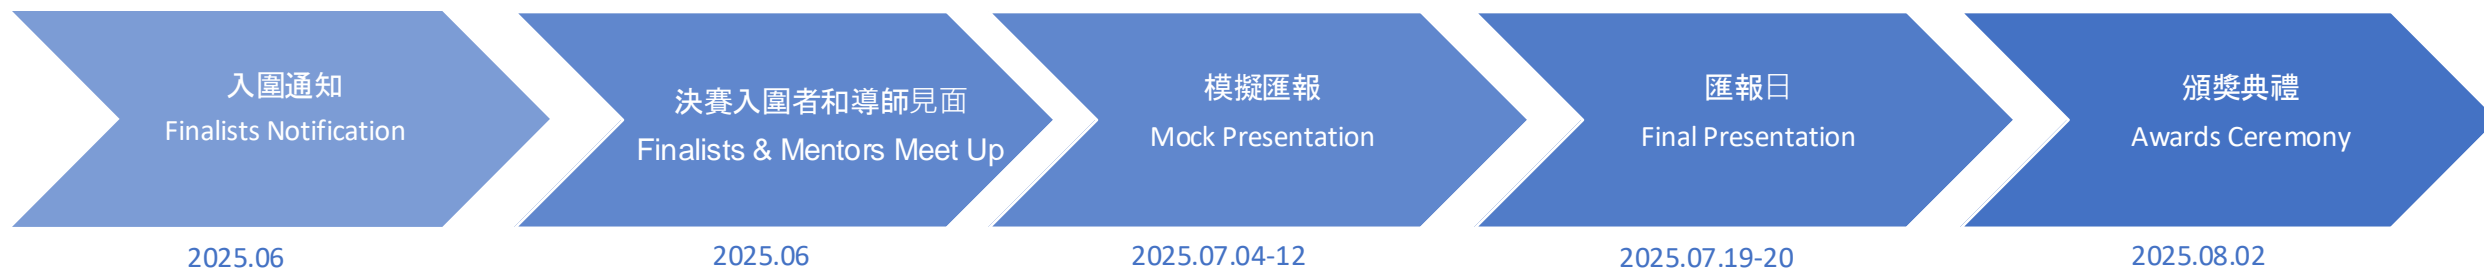 入圍通知
Finalists Notification
2025.06
決賽入圍者和導師見面
Finalists & Mentors Meet Up
2025.06
模擬匯報
Mock Presentation
2025.07.04-12
匯報日
Final Presentation
2025.07.19-20
頒獎典禮
Awards Ceremony
2025.08.02